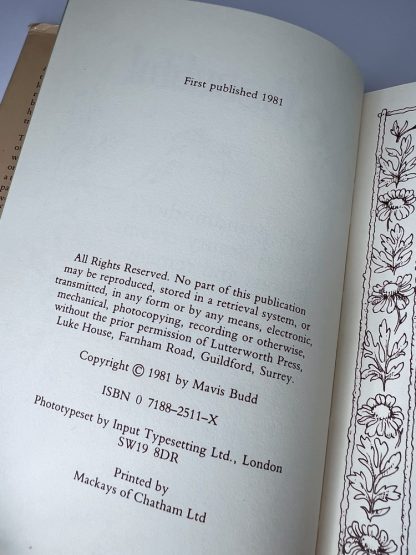 First published 1981
All Rights Reserved. No part of this publication
may be reproduced, stored in a retrieval system, or
transmitted, in any form or by any means, electronic,
mechanical, photocopying, recording or otherwise,
without the prior permission of Lutterworth Press,
Luke House, Farnham Road, Guildford, Surrey.
Copyright © 1981 by Mavis Budd
ISBN 0 7188–2511–X
Phototypeset by Input Typesetting Ltd., London
SW19 8DR
Printed by
Mackays of Chatham Ltd